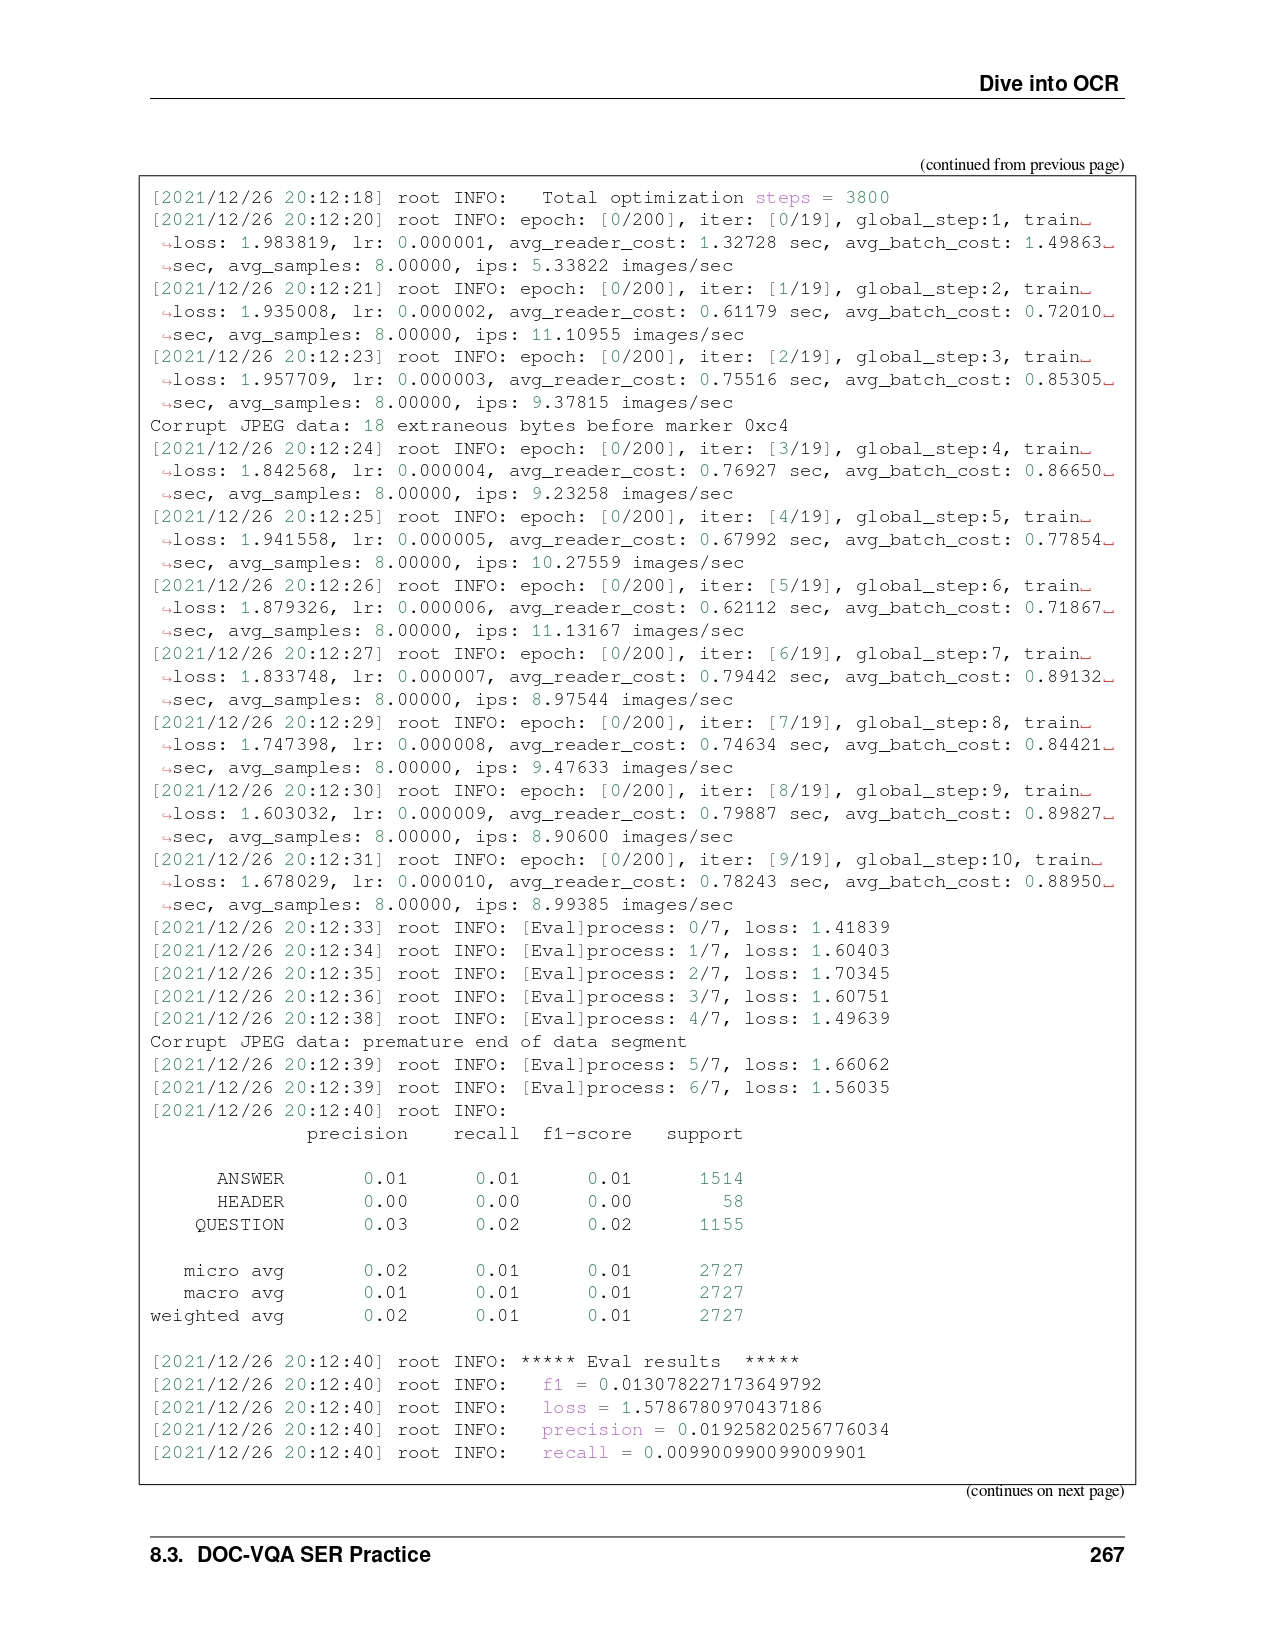 Dive into OCR
(continued from previous page)
[2021/12/26 20:12:18] root INFO:   Total optimization steps = 3800
[2021/12/26 20:12:20] root INFO: epoch: [0/200], iter: [0/19], global_step:1, train␣
↪loss: 1.983819, lr: 0.000001, avg_reader_cost: 1.32728 sec, avg_batch_cost: 1.49863␣
↪sec, avg_samples: 8.00000, ips: 5.33822 images/sec
[2021/12/26 20:12:21] root INFO: epoch: [0/200], iter: [1/19], global_step:2, train␣
↪loss: 1.935008, lr: 0.000002, avg_reader_cost: 0.61179 sec, avg_batch_cost: 0.72010␣
↪sec, avg_samples: 8.00000, ips: 11.10955 images/sec
[2021/12/26 20:12:23] root INFO: epoch: [0/200], iter: [2/19], global_step:3, train␣
↪loss: 1.957709, lr: 0.000003, avg_reader_cost: 0.75516 sec, avg_batch_cost: 0.85305␣
↪sec, avg_samples: 8.00000, ips: 9.37815 images/sec
Corrupt JPEG data: 18 extraneous bytes before marker 0xc4
[2021/12/26 20:12:24] root INFO: epoch: [0/200], iter: [3/19], global_step:4, train␣
↪loss: 1.842568, lr: 0.000004, avg_reader_cost: 0.76927 sec, avg_batch_cost: 0.86650␣
↪sec, avg_samples: 8.00000, ips: 9.23258 images/sec
[2021/12/26 20:12:25] root INFO: epoch: [0/200], iter: [4/19], global_step:5, train␣
↪loss: 1.941558, lr: 0.000005, avg_reader_cost: 0.67992 sec, avg_batch_cost: 0.77854␣
↪sec, avg_samples: 8.00000, ips: 10.27559 images/sec
[2021/12/26 20:12:26] root INFO: epoch: [0/200], iter: [5/19], global_step:6, train␣
↪loss: 1.879326, lr: 0.000006, avg_reader_cost: 0.62112 sec, avg_batch_cost: 0.71867␣
↪sec, avg_samples: 8.00000, ips: 11.13167 images/sec
[2021/12/26 20:12:27] root INFO: epoch: [0/200], iter: [6/19], global_step:7, train␣
↪loss: 1.833748, lr: 0.000007, avg_reader_cost: 0.79442 sec, avg_batch_cost: 0.89132␣
↪sec, avg_samples: 8.00000, ips: 8.97544 images/sec
[2021/12/26 20:12:29] root INFO: epoch: [0/200], iter: [7/19], global_step:8, train␣
↪loss: 1.747398, lr: 0.000008, avg_reader_cost: 0.74634 sec, avg_batch_cost: 0.84421␣
↪sec, avg_samples: 8.00000, ips: 9.47633 images/sec
[2021/12/26 20:12:30] root INFO: epoch: [0/200], iter: [8/19], global_step:9, train␣
↪loss: 1.603032, lr: 0.000009, avg_reader_cost: 0.79887 sec, avg_batch_cost: 0.89827␣
↪sec, avg_samples: 8.00000, ips: 8.90600 images/sec
[2021/12/26 20:12:31] root INFO: epoch: [0/200], iter: [9/19], global_step:10, train␣
↪loss: 1.678029, lr: 0.000010, avg_reader_cost: 0.78243 sec, avg_batch_cost: 0.88950␣
↪sec, avg_samples: 8.00000, ips: 8.99385 images/sec
[2021/12/26 20:12:33] root INFO: [Eval]process: 0/7, loss: 1.41839
[2021/12/26 20:12:34] root INFO: [Eval]process: 1/7, loss: 1.60403
[2021/12/26 20:12:35] root INFO: [Eval]process: 2/7, loss: 1.70345
[2021/12/26 20:12:36] root INFO: [Eval]process: 3/7, loss: 1.60751
[2021/12/26 20:12:38] root INFO: [Eval]process: 4/7, loss: 1.49639
Corrupt JPEG data: premature end of data segment
[2021/12/26 20:12:39] root INFO: [Eval]process: 5/7, loss: 1.66062
[2021/12/26 20:12:39] root INFO: [Eval]process: 6/7, loss: 1.56035
[2021/12/26 20:12:40] root INFO:
precision    recall  f1-score   support
ANSWER       0.01      0.01      0.01      1514
HEADER       0.00      0.00      0.00        58
QUESTION       0.03      0.02      0.02      1155
micro avg       0.02      0.01      0.01      2727
macro avg       0.01      0.01      0.01      2727
weighted avg       0.02      0.01      0.01      2727
[2021/12/26 20:12:40] root INFO: ***** Eval results  *****
[2021/12/26 20:12:40] root INFO:   f1 = 0.013078227173649792
[2021/12/26 20:12:40] root INFO:   loss = 1.5786780970437186
[2021/12/26 20:12:40] root INFO:   precision = 0.01925820256776034
[2021/12/26 20:12:40] root INFO:   recall = 0.009900990099009901
(continues on next page)
8.3. DOC-VQA SER Practice 267